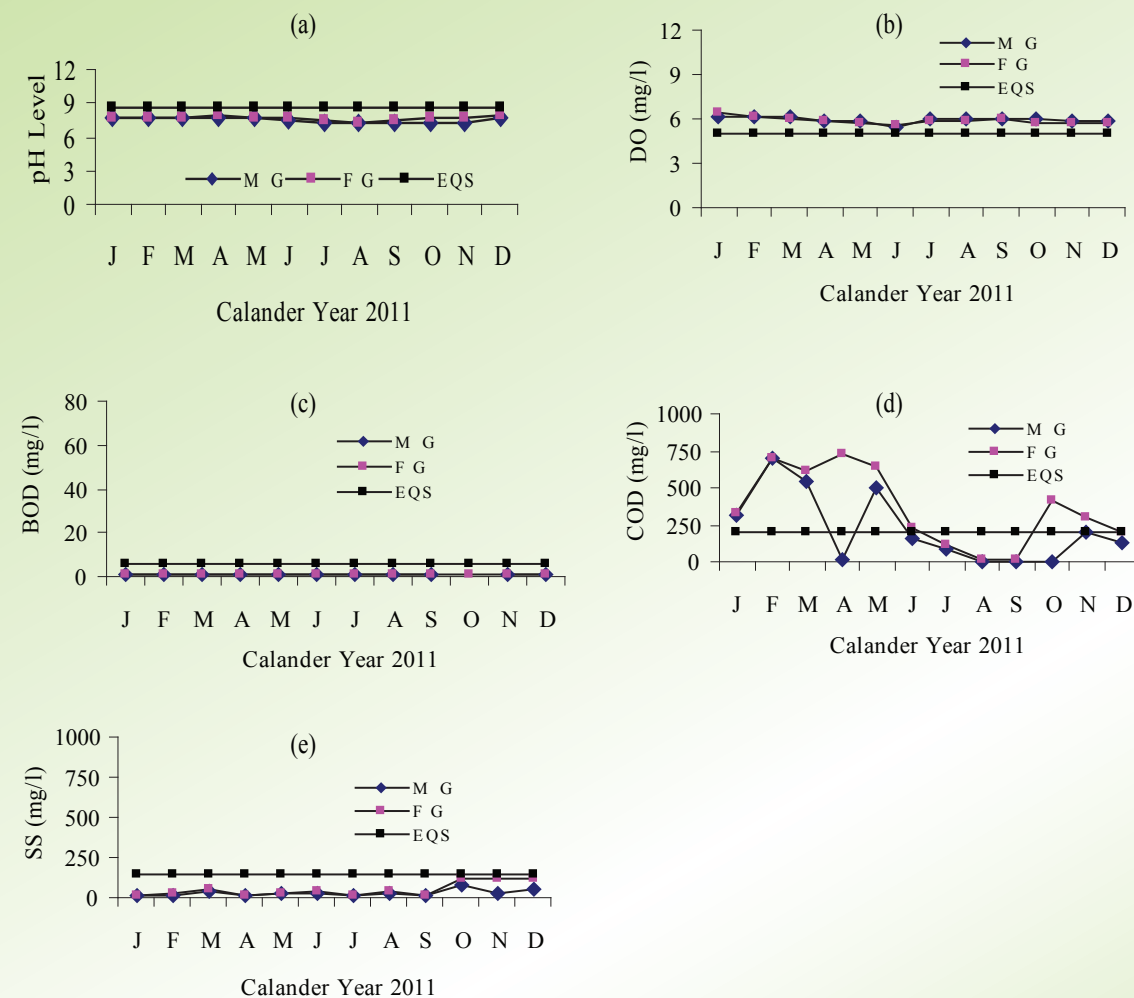 (a)
12
9
6
3
0
pH Level
M G F G EQS
J F M A M J J A S O N D
Calander Year 2011
(b)
12
9
6
3
0
DO (mg/l)
M G
F G
EQS
J F M A M J J A S O N D
Calander Year 2011
(c)
80
60
40
20
0
BOD (mg/l)
M G
F G
EQS
J F M A M J J A S O N D
Calander Year 2011
(d)
1000
750
500
250
0
COD (mg/l)
M G
F G
EQS
J F M A M J J A S O N D
Calander Year 2011
(e)
1000
750
500
250
0
SS (mg/l)
M G
F G
EQS
J F M A M J J A S O N D
Calander Year 2011